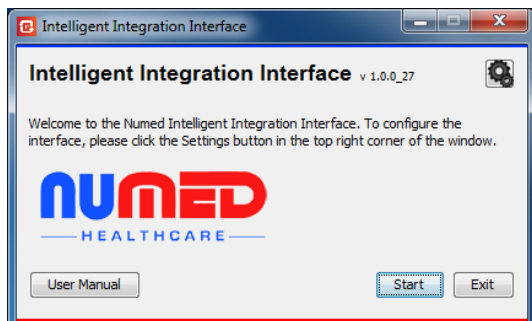 Intelligent Integration Interface
Intelligent Integration Interface v 1.0.0_27
Welcome to the Numed Intelligent Integration Interface. To configure the
interface, please click the Settings button in the top right corner of the window.
NUMED
HEALTHCARE
User Manual Start Exit